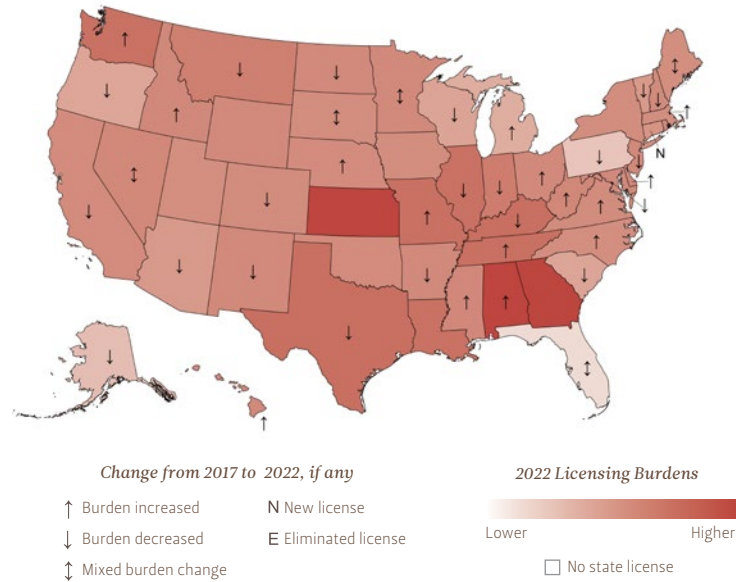 N
Change from 2017 to 2022, if any
Burden increased
Burden decreased
Mixed burden change
N New license
E Eliminated license
2022 Licensing Burdens
Lower Higher
No state license